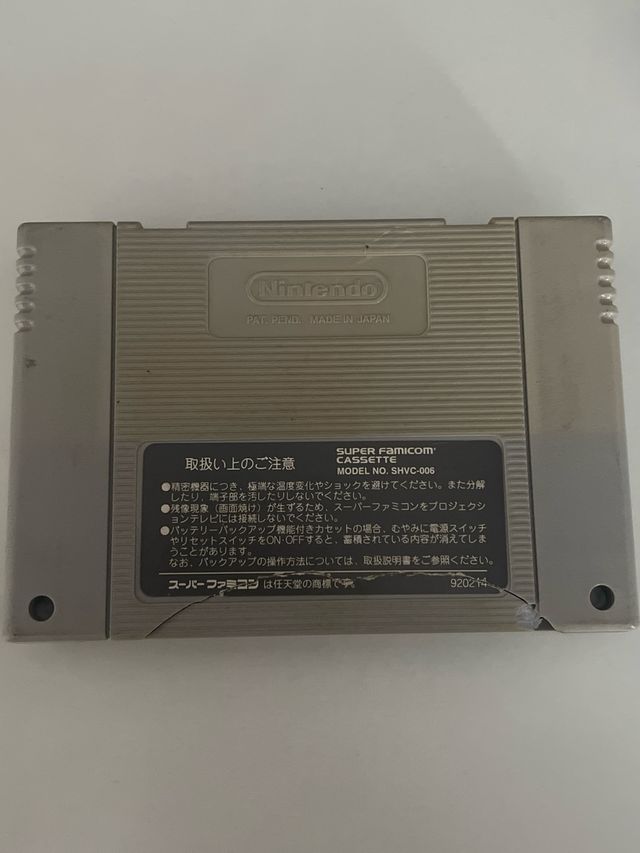 Nintendo
PAT. PEND. MADE IN JAPAN
取扱い上のご注意
SUPER FAMICOM
CASSETTE
MODEL NO. SHVC-006
●精密機器につき、極端な温度変化やショックを避けてください。また分解
したり、端子部を汚したりしないでください。
●残像現象（画面焼け）が生ずるため、スーパーファミコンをプロジェクシ
ョンテレビには接続しないでください。
●バッテリーバックアップ機能付きカセットの場合、むやみに電源スイッチ
やリセットスイッチをON・OFFすると、蓄積されている内容が消えてしま
うことがあります。
なお、バックアップの操作方法については、取扱説明書をご参照ください。
スーパーファミコン は任天堂の商標です。
920214